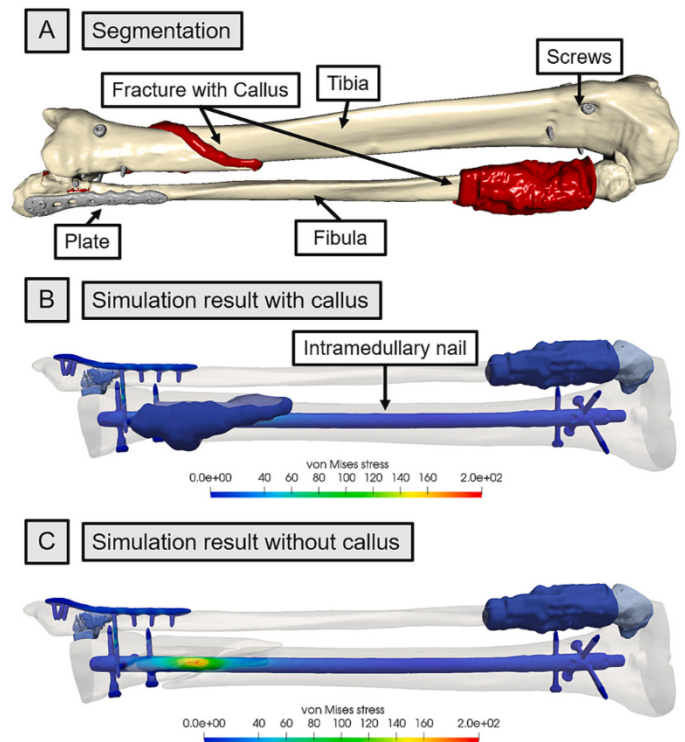 A
Segmentation
Screws
Tibia
Fracture with Callus
Plate
Fibula
B
Simulation result with callus
Intramedullary nail
von Mises stress
0.0e+00 40 60 80 100 120 140 160 2.0e+02
C
Simulation result without callus
von Mises stress
0.0e+00 40 60 80 100 120 140 160 2.0e+02